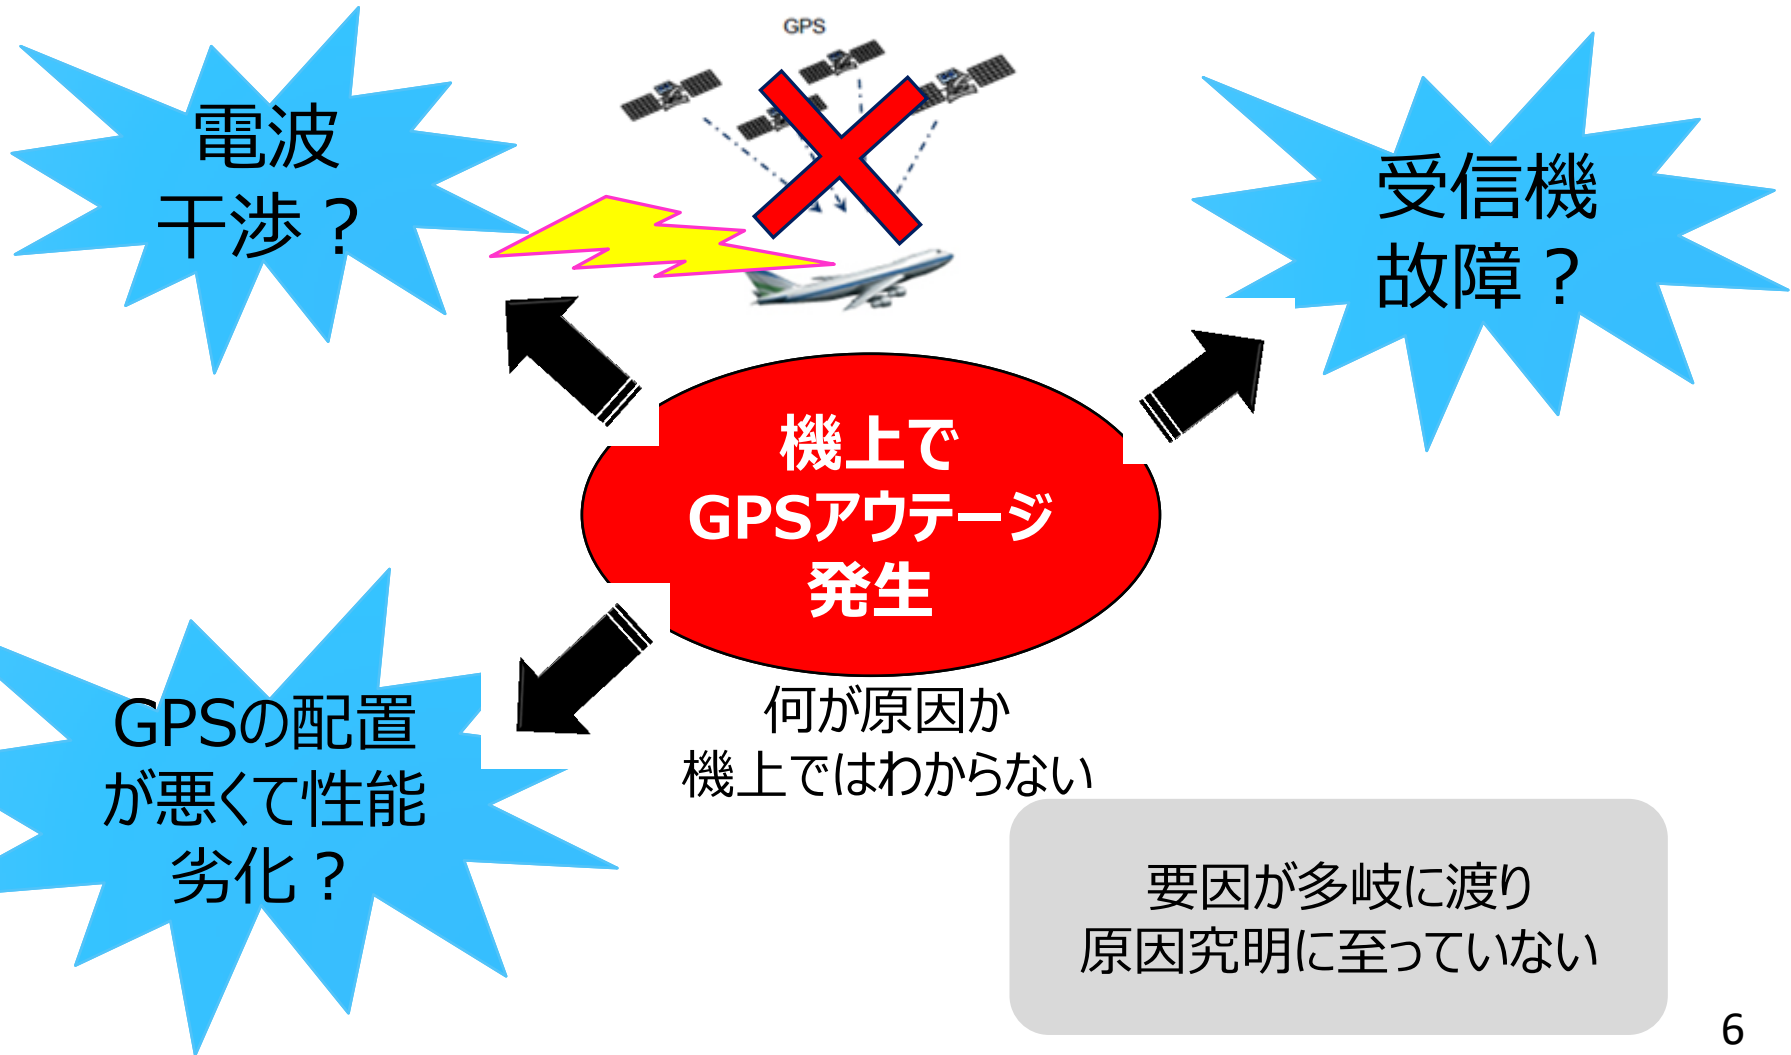 GPS
電波
干渉？
受信機
故障？
機上で
GPSアウテージ
発生
何が原因か
機上ではわからない
GPSの配置
が悪くて性能
劣化？
要因が多岐に渡り
原因究明に至っていない
6